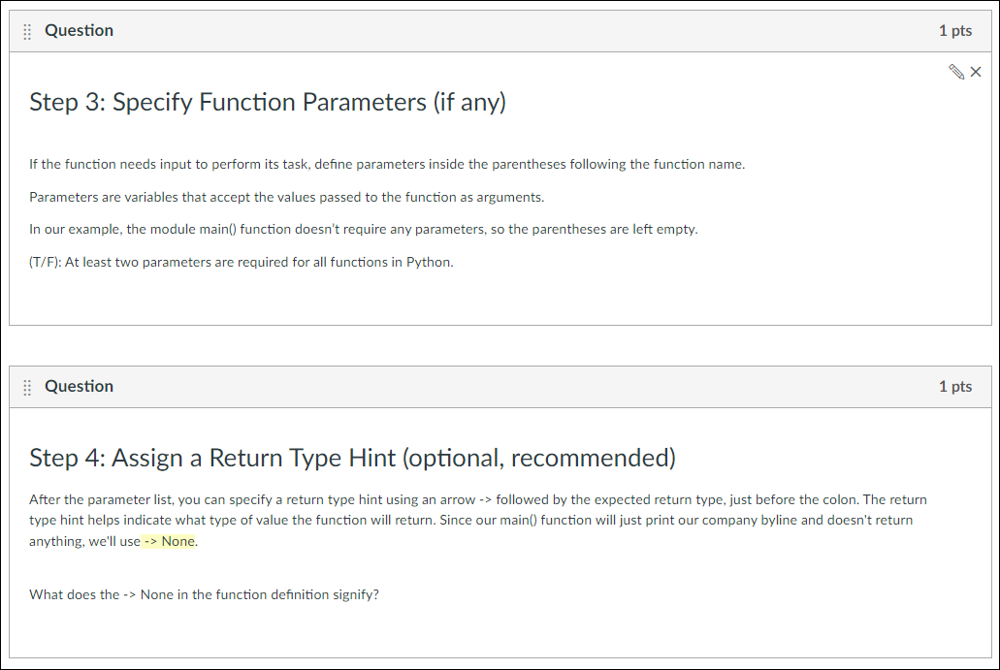 Question
1 pts
Step 3: Specify Function Parameters (if any)
If the function needs input to perform its task, define parameters inside the parentheses following the function name.
Parameters are variables that accept the values passed to the function as arguments.
In our example, the module main() function doesn't require any parameters, so the parentheses are left empty.
(T/F): At least two parameters are required for all functions in Python.
Question
1 pts
Step 4: Assign a Return Type Hint (optional, recommended)
After the parameter list, you can specify a return type hint using an arrow -> followed by the expected return type, just before the colon. The return
type hint helps indicate what type of value the function will return. Since our main() function will just print our company byline and doesn't return
anything, we'll use -> None.
What does the -> None in the function definition signify?